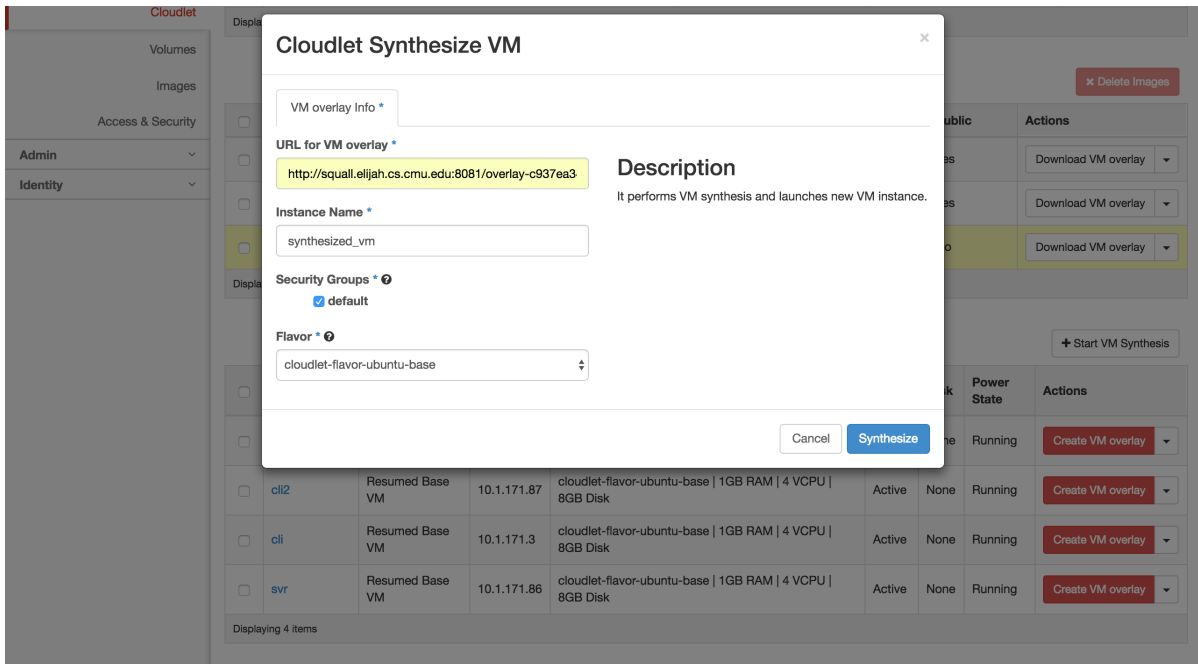 Cloudlet
Volumes
Images
Access & Security
Admin
Identity
Displa
Cloudlet Synthesize VM
×
VM overlay Info *
URL for VM overlay *
http://squall.elijah.cs.cmu.edu:8081/overlay-c937ea3
Instance Name *
synthesized_vm
Security Groups *
default
Flavor *
cloudlet-flavor-ubuntu-base
Description
It performs VM synthesis and launches new VM instance.
Cancel
Synthesize
× Delete Images
ublic Actions
es Download VM overlay
es Download VM overlay
o Download VM overlay
Displa
+ Start VM Synthesis
k Power State Actions
ne Running Create VM overlay
cli2 Resumed Base VM 10.1.171.87 cloudlet-flavor-ubuntu-base | 1GB RAM | 4 VCPU | 8GB Disk Active None Running Create VM overlay
cli Resumed Base VM 10.1.171.3 cloudlet-flavor-ubuntu-base | 1GB RAM | 4 VCPU | 8GB Disk Active None Running Create VM overlay
svr Resumed Base VM 10.1.171.86 cloudlet-flavor-ubuntu-base | 1GB RAM | 4 VCPU | 8GB Disk Active None Running Create VM overlay
Displaying 4 items